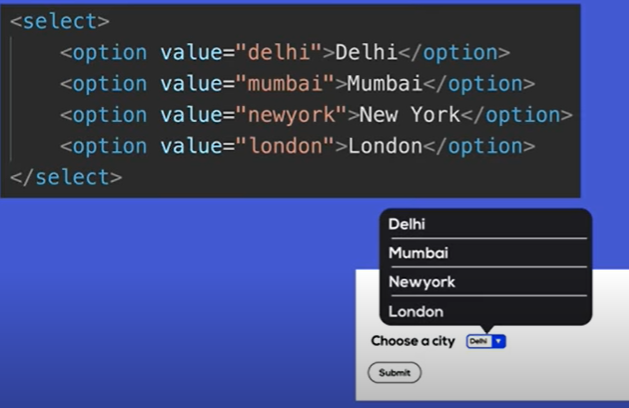 <select>
<option value="delhi">Delhi</option>
<option value="mumbai">Mumbai</option>
<option value="newyork">New York</option>
<option value="london">London</option>
</select>
Delhi
Mumbai
Newyork
London
Choose a city Delhi
Submit